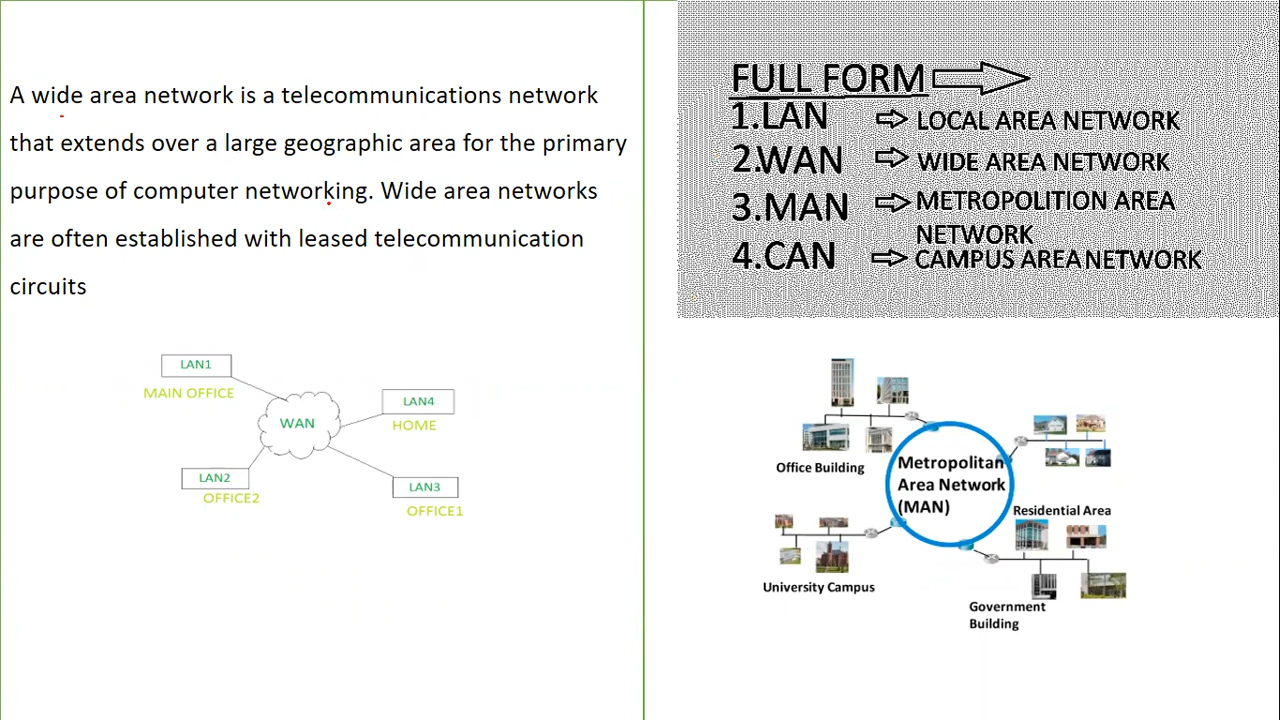 A wide area network is a telecommunications network
that extends over a large geographic area for the primary
purpose of computer networking. Wide area networks
are often established with leased telecommunication
circuits
LAN1
MAIN OFFICE
WAN
LAN4
HOME
LAN2
OFFICE2
LAN3
OFFICE1
FULL FORM
1.LAN LOCAL AREA NETWORK
2.WAN WIDE AREA NETWORK
3.MAN METROPOLITION AREA
NETWORK
4.CAN CAMPUS AREA NETWORK
Office Building
Metropolitan
Area Network
(MAN)
Residential Area
University Campus
Government
Building